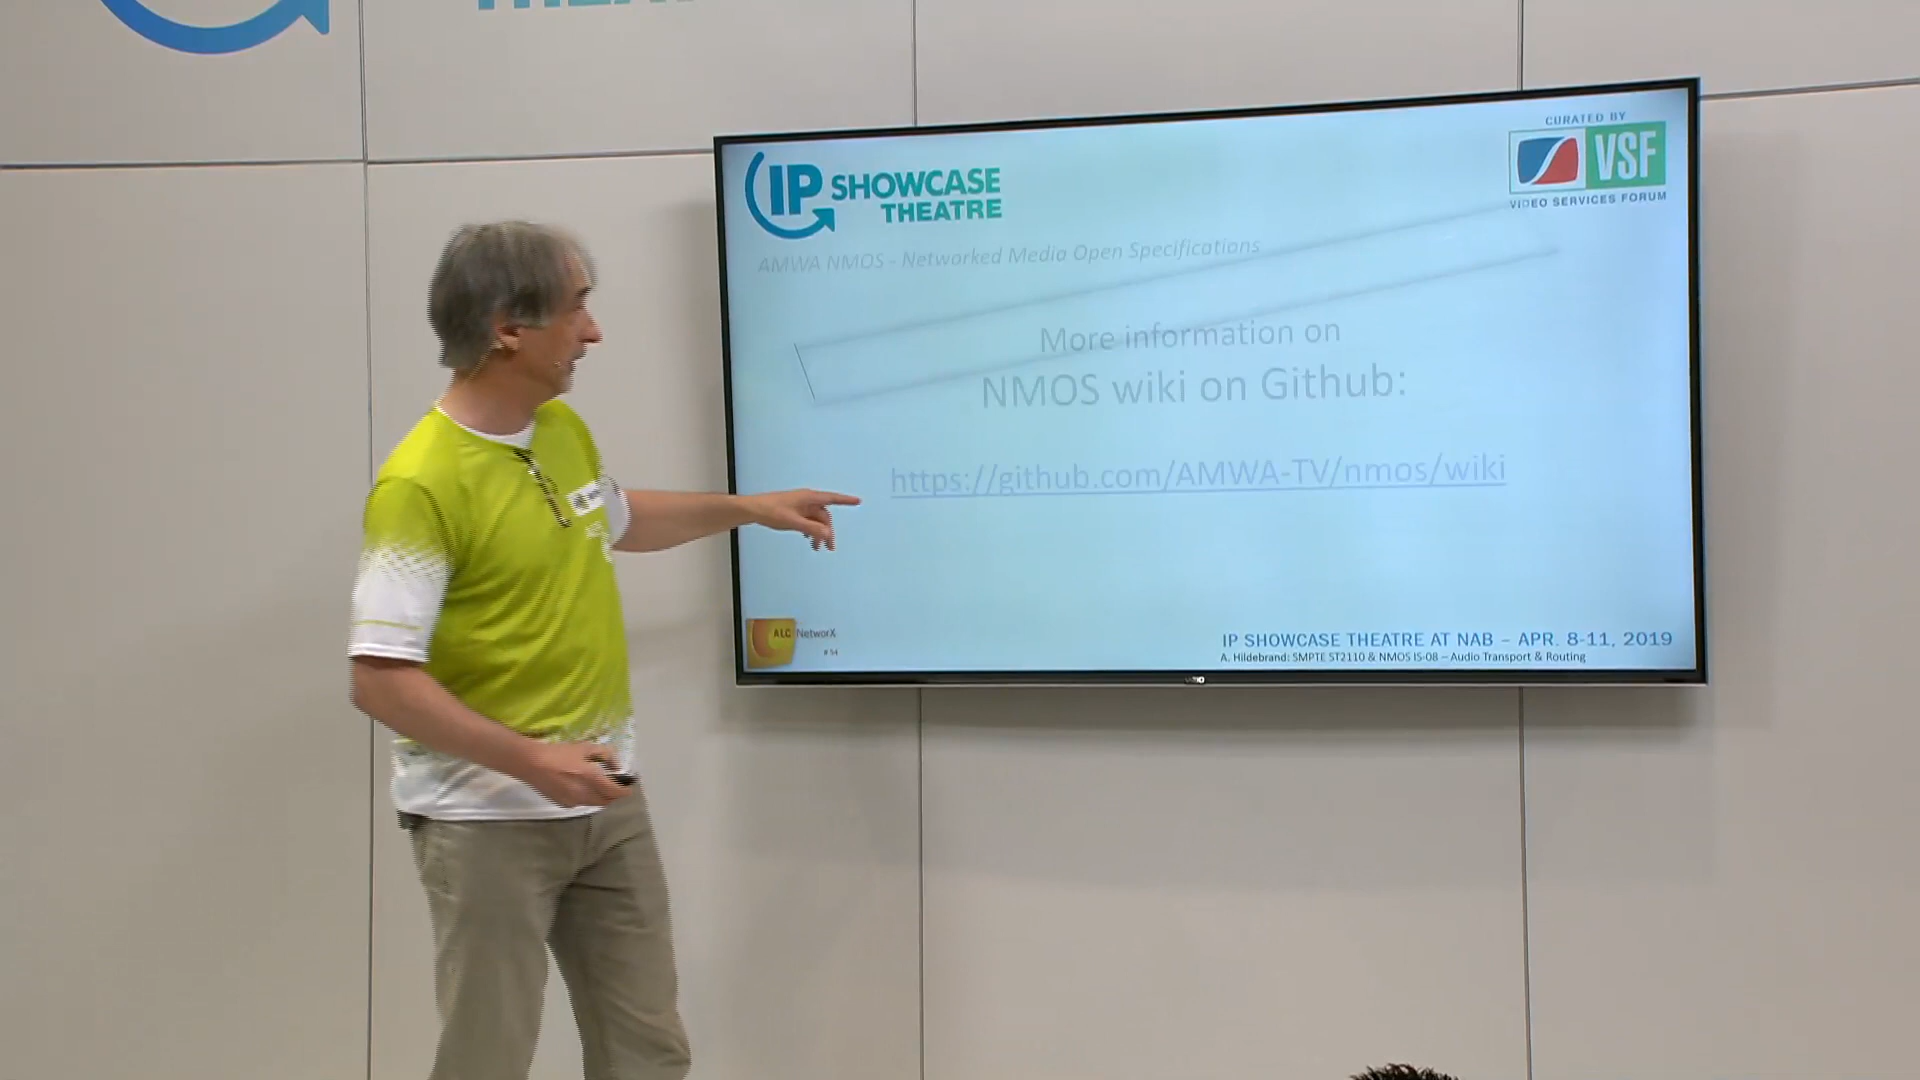 IP SHOWCASE
THEATRE
CURATED BY
VSF
VIDEO SERVICES FORUM
AMWA NMOS - Networked Media Open Specifications
More information on
NMOS wiki on Github:
https://github.com/AMWA-TV/nmos/wiki
ALC NetworX
# 54
IP SHOWCASE THEATRE AT NAB – APR. 8-11, 2019
A. Hildebrand: SMPTE ST2110 & NMOS IS-08 – Audio Transport & Routing